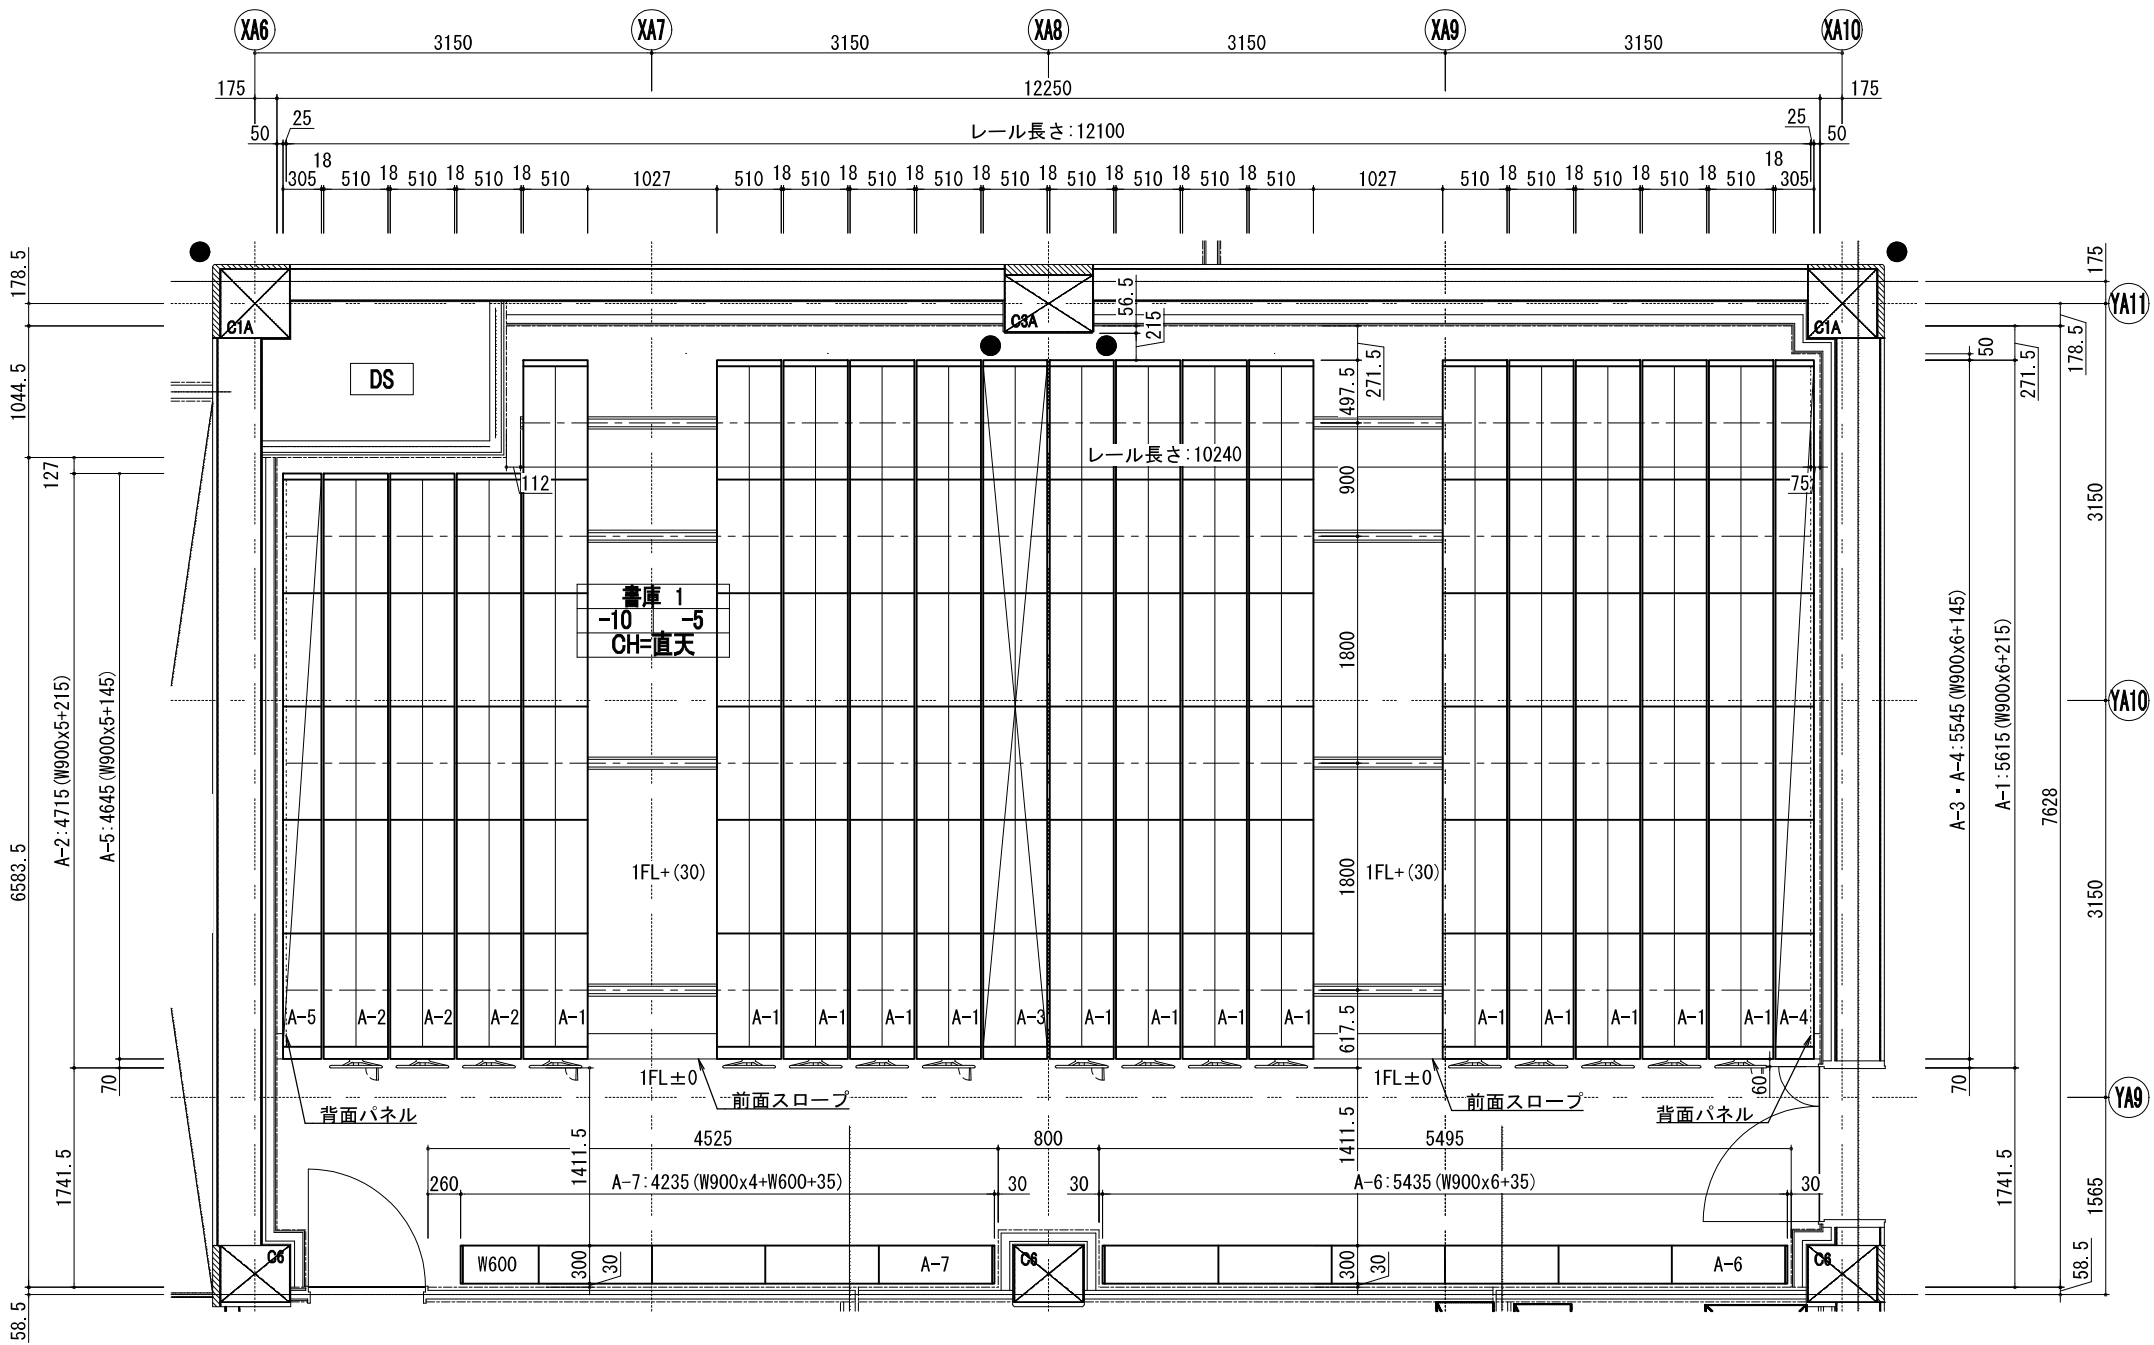 XA6 XA7 XA8 XA9 XA10
3150 3150 3150 3150
175 12250 175
50 25 レール長さ:12100 25 50
18 18 18 18 18 18 18 18 18 18 18 18 18 18 18 18
305 510 510 510 510 1027 510 510 510 510 510 510 510 510 510 1027 510 510 510 510 510 305
178.5
1044.5
127
6583.5
58.5
A-2:4715(W900x5+215)
A-5:4645(W900x5+145)
70
1741.5
C1A
C3A
C1A
DS
56.5
215
271.5
497.5
レール長さ:10240
112
75
900
書庫 1
-10 -5
CH=直天
1800
1FL+(30)
1800
1FL+(30)
617.5
A-5 A-2 A-2 A-2 A-1 A-1 A-1 A-1 A-1 A-3 A-1 A-1 A-1 A-1 A-1 A-1 A-1 A-1 A-1 A-4
1FL±0
1FL±0
60
背面パネル
前面スロープ
前面スロープ
背面パネル
1411.5
1411.5
4525 800 5495
260 A-7:4235(W900x4+W600+35) 30 30 A-6:5435(W900x6+35) 30
C6
W600
300
30
A-7
C6
300
30
A-6
C6
175
YA11
178.5
50
271.5
3150
A-3・A-4:5545(W900x6+145)
A-1:5615(W900x6+215)
YA10
7628
3150
70
YA9
1741.5
1565
58.5